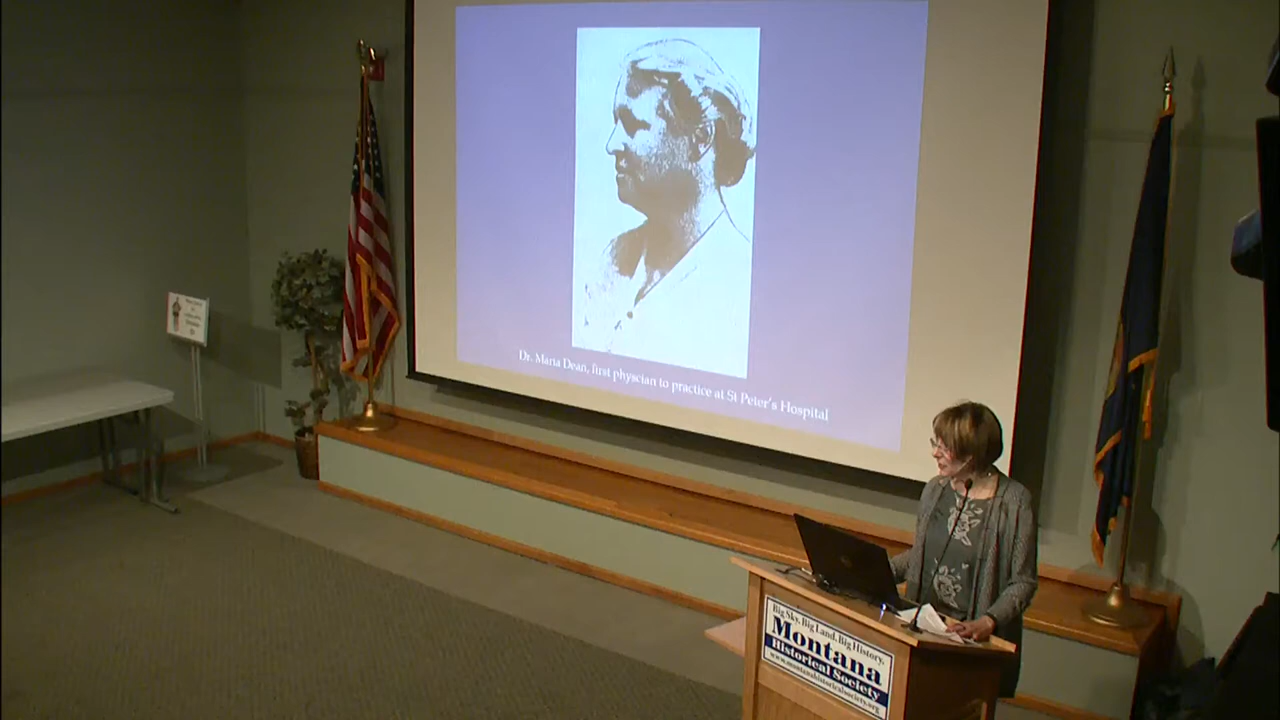 Dr. Maria Dean, first physcian to practice at St Peter's Hospital
Big Sky. Big Land. Big History.
Montana
Historical Society
www.montanahistoricalsociety.org